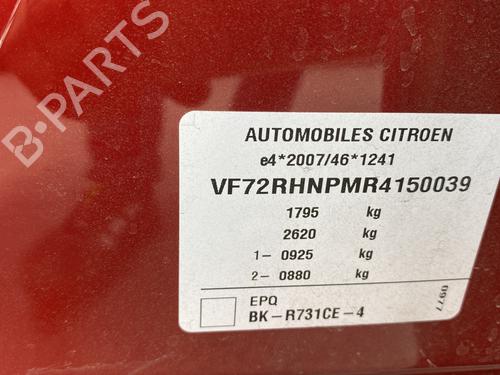 B-PARTS
AUTOMOBILES CITROEN
e4*2007/46*1241
VF72RHNPMR4150039
1795 kg
2620 kg
1- 0925 kg
2- 0880 kg
EPQ
BK-R731CE-4
0977